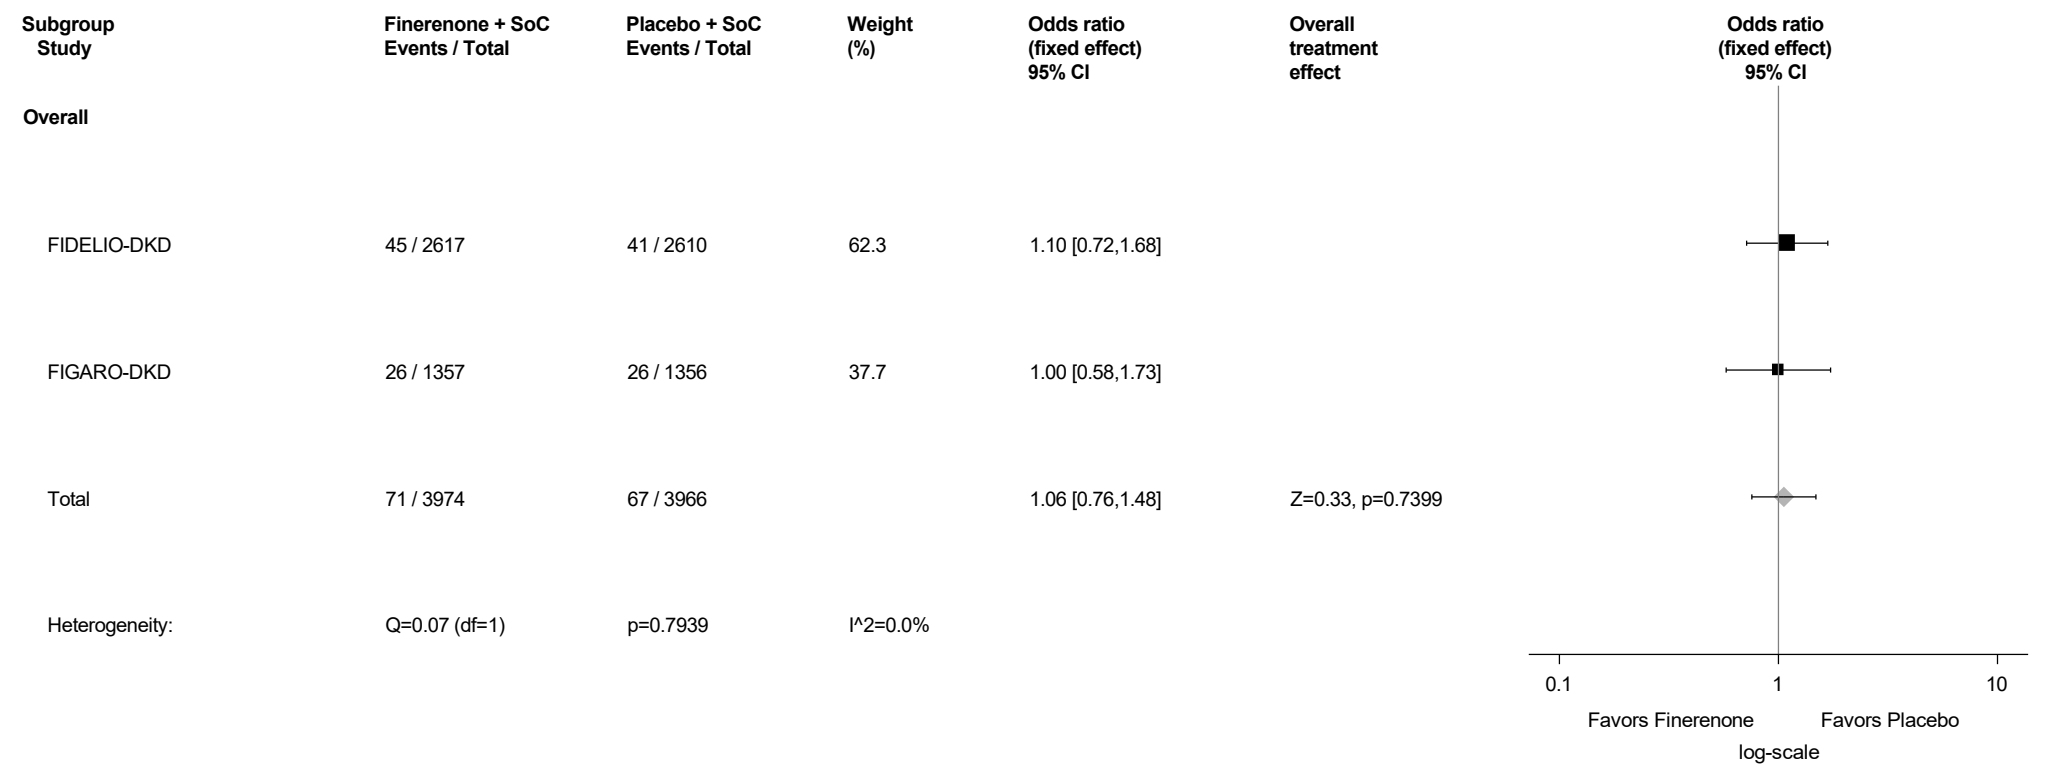 Subgroup Finerenone + SoC Placebo + SoC Weight Odds ratio Overall Odds ratio
Study Events / Total Events / Total (%) (fixed effect) treatment (fixed effect)
95% CI effect 95% CI
Overall
FIDELIO-DKD 45 / 2617 41 / 2610 62.3 1.10 [0.72,1.68]
FIGARO-DKD 26 / 1357 26 / 1356 37.7 1.00 [0.58,1.73]
Total 71 / 3974 67 / 3966 1.06 [0.76,1.48] Z=0.33, p=0.7399
Heterogeneity: Q=0.07 (df=1) p=0.7939 I^2=0.0%
0.1 1 10
Favors Finerenone Favors Placebo
log-scale